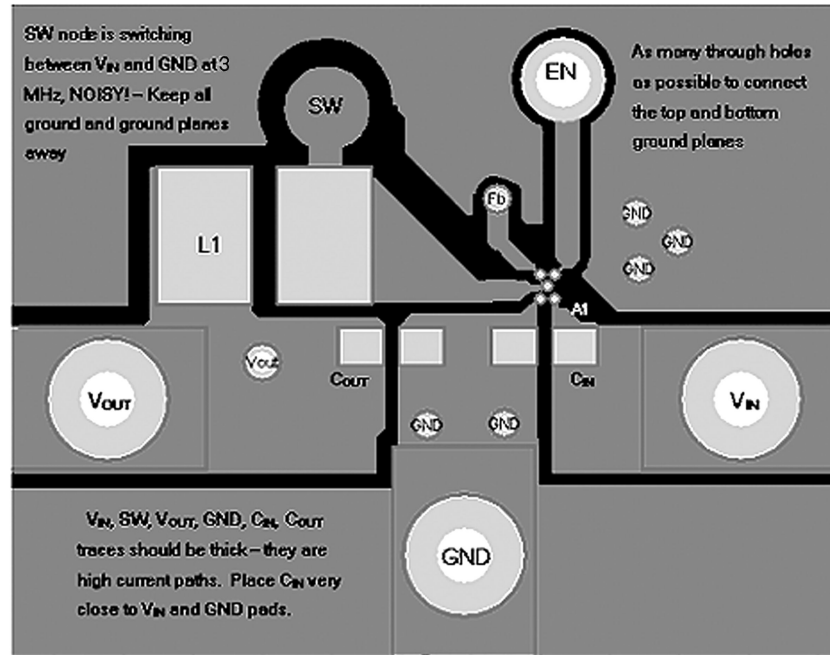 SW node is switching
between VIN and GND at 3
MHz, NOISY! – Keep all
ground and ground planes
away
SW
EN
As many through holes
as possible to connect
the top and bottom
ground planes
Fb
GND
GND
GND
L1
A1
Vout
COUT
CIN
VOUT
VIN
GND
GND
VIN, SW, VOUT, GND, CIN, COUT
traces should be thick – they are
high current paths. Place CIN very
close to VIN and GND pads.
GND